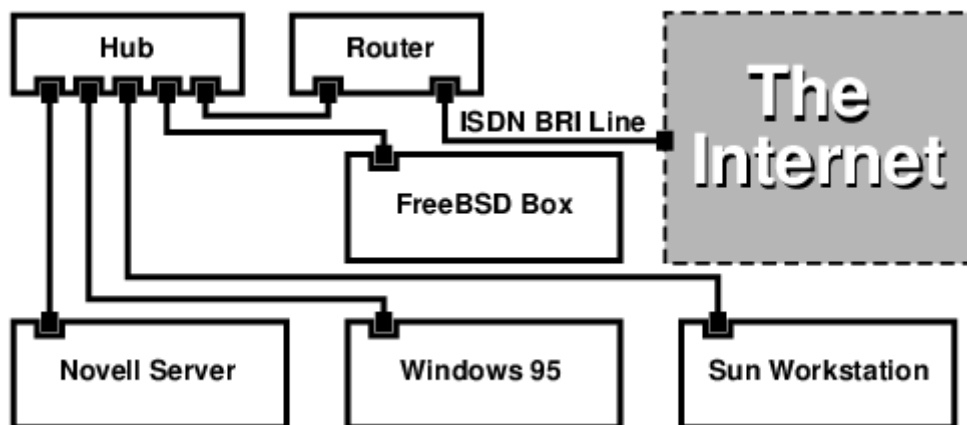 Hub
Router
The
Internet
ISDN BRI Line
FreeBSD Box
Novell Server
Windows 95
Sun Workstation